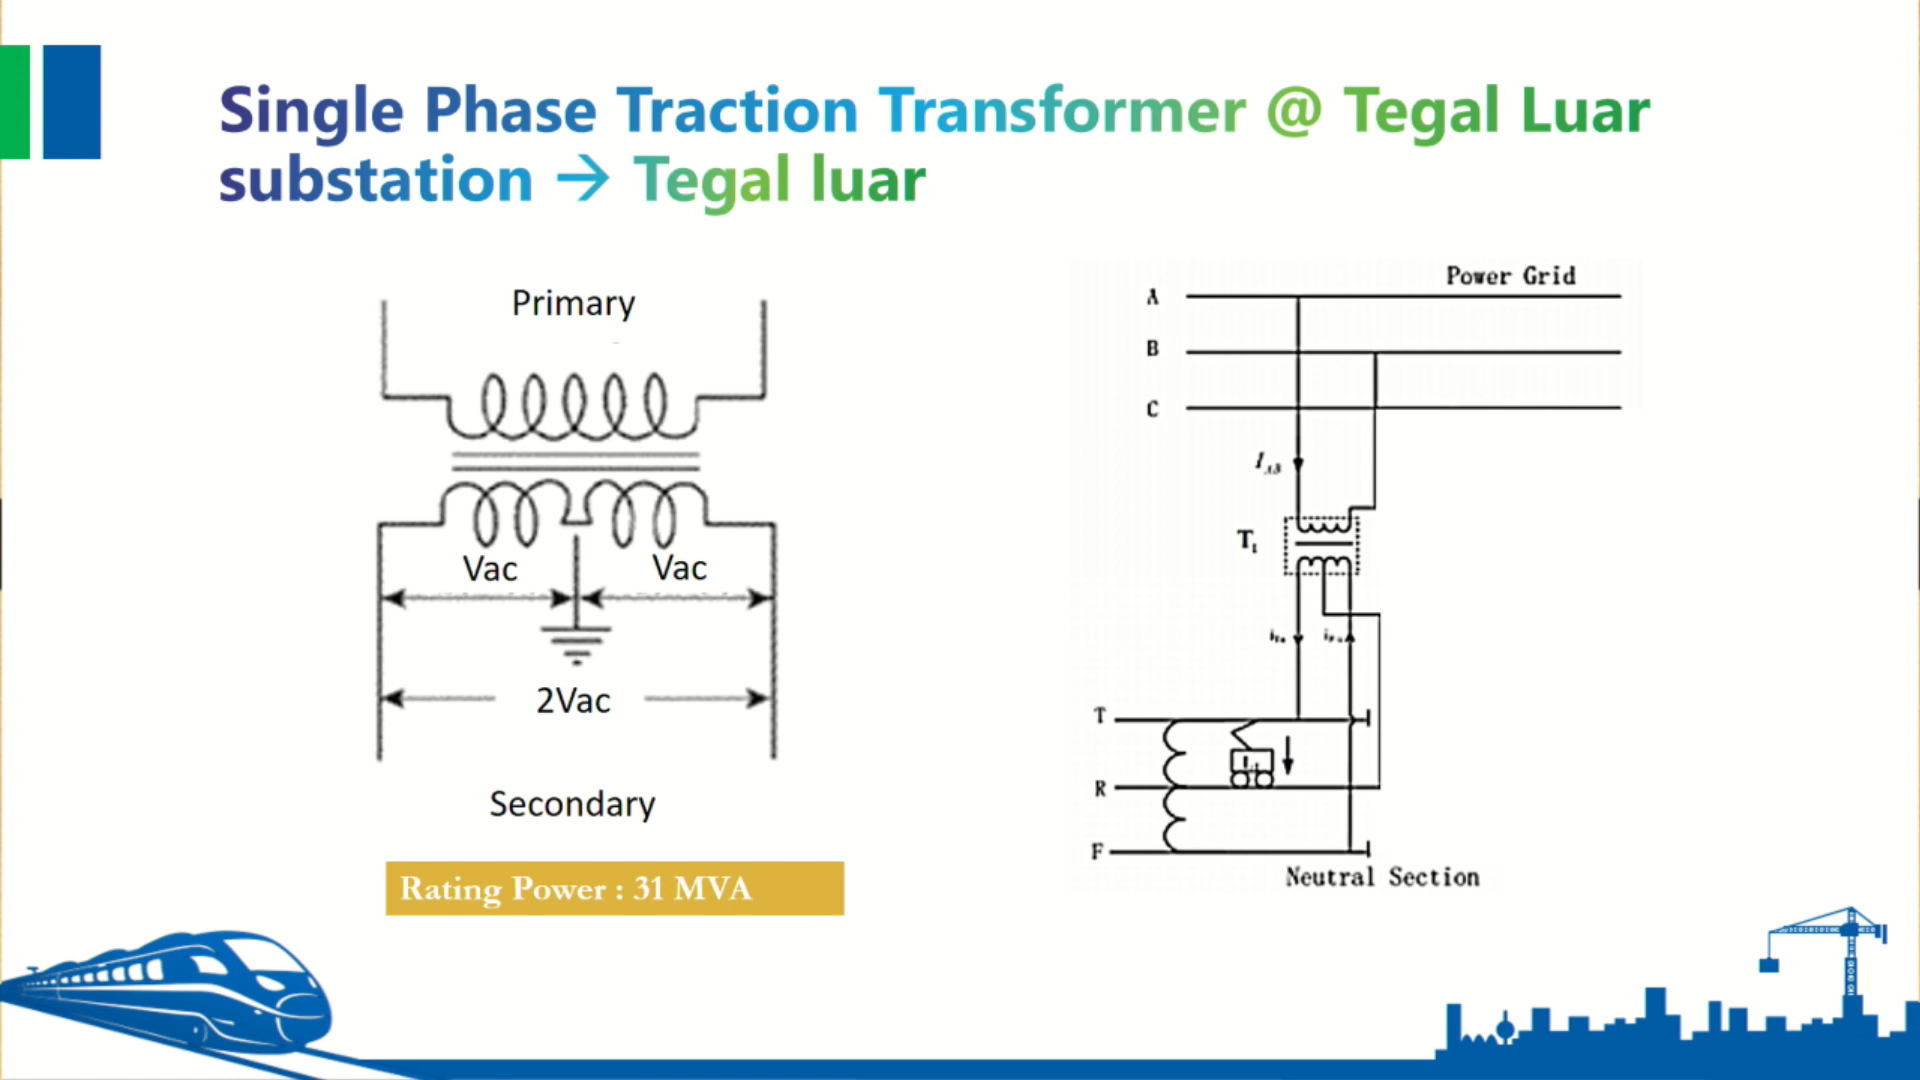 Single Phase Traction Transformer @ Tegal Luar
substation → Tegal luar
Primary
Vac
Vac
2Vac
Secondary
Rating Power : 31 MVA
Power Grid
A
B
C
T
R
F
Neutral Section